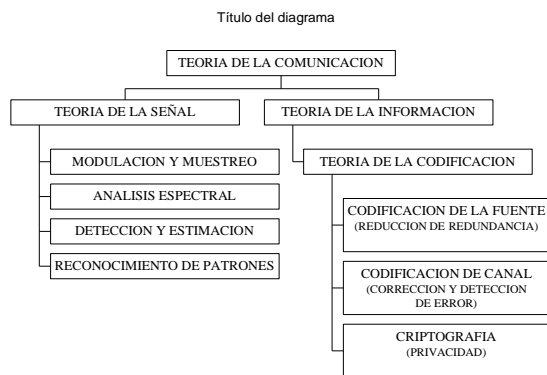 Título del diagrama
TEORIA DE LA COMUNICACION
TEORIA DE LA SEÑAL
TEORIA DE LA INFORMACION
MODULACION Y MUESTREO
ANALISIS ESPECTRAL
DETECCION Y ESTIMACION
RECONOCIMIENTO DE PATRONES
TEORIA DE LA CODIFICACION
CODIFICACION DE LA FUENTE
(REDUCCION DE REDUNDANCIA)
CODIFICACION DE CANAL
(CORRECCION Y DETECCION
DE ERROR)
CRIPTOGRAFIA
(PRIVACIDAD)